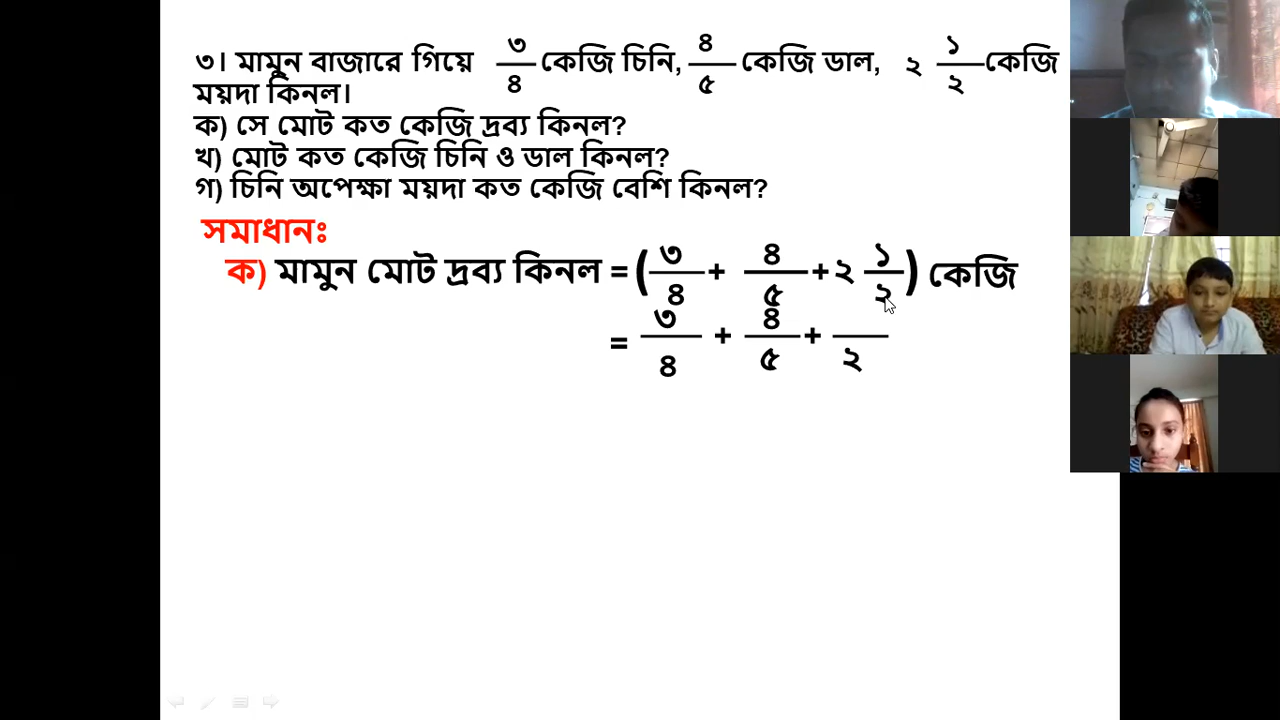 ৩। মামুন বাজারে গিয়ে ৩/৪ কেজি চিনি, ৪/৫ কেজি ডাল, ২ ১/২ কেজি
ময়দা কিনল।
ক) সে মোট কত কেজি দ্রব্য কিনল?
খ) মোট কত কেজি চিনি ও ডাল কিনল?
গ) চিনি অপেক্ষা ময়দা কত কেজি বেশি কিনল?
সমাধানঃ
ক) মামুন মোট দ্রব্য কিনল = (৩/৪ + ৪/৫ + ২ ১/২) কেজি
= ৩/৪ + ৪/৫ + /২